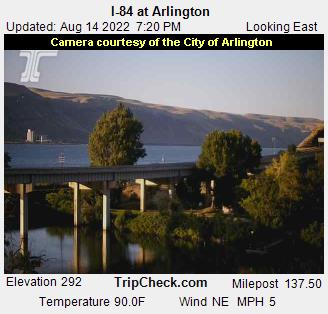 I-84 at Arlington
Updated: Aug 14 2022 7:20 PM Looking East
Camera courtesy of the City of Arlington
Elevation 292 TripCheck.com Milepost 137.50
Temperature 90.0F Wind NE MPH 5